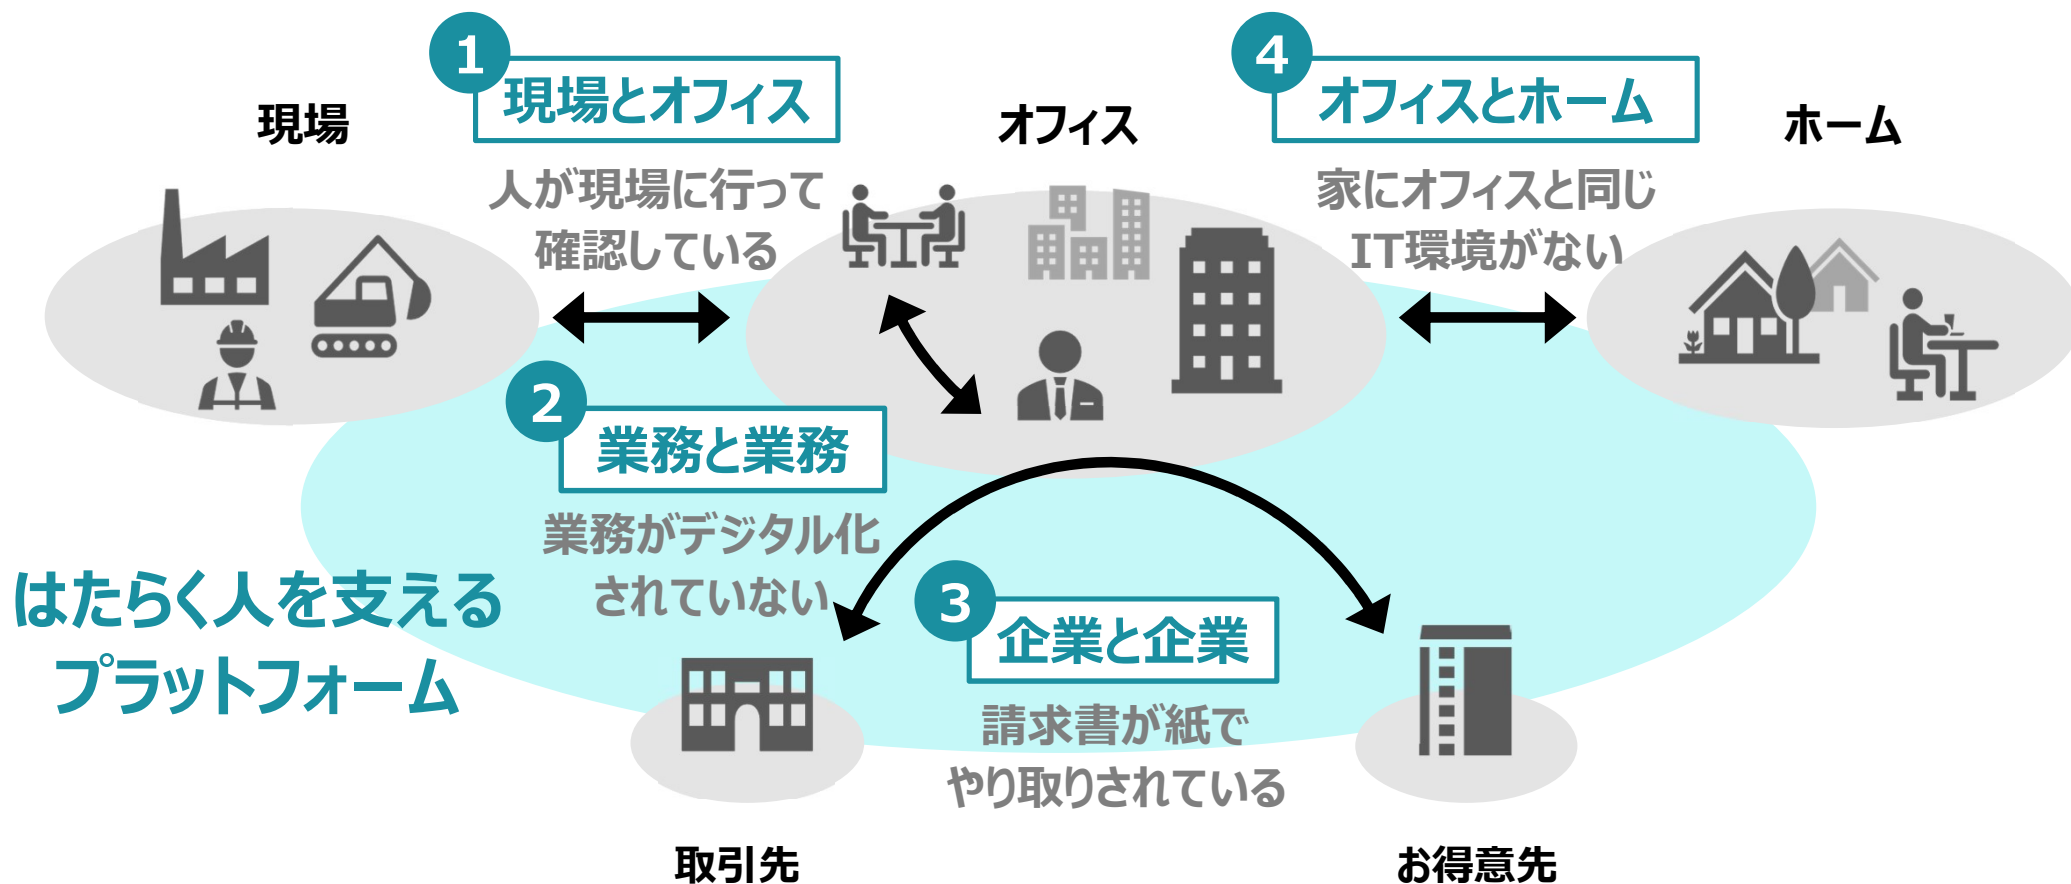 1
現場とオフィス
4
オフィスとホーム
現場
オフィス
ホーム
人が現場に行って
確認している
家にオフィスと同じ
IT環境がない
2
業務と業務
業務がデジタル化
されていない
はたらく人を支える
プラットフォーム
3
企業と企業
請求書が紙で
やり取りされている
取引先
お得意先